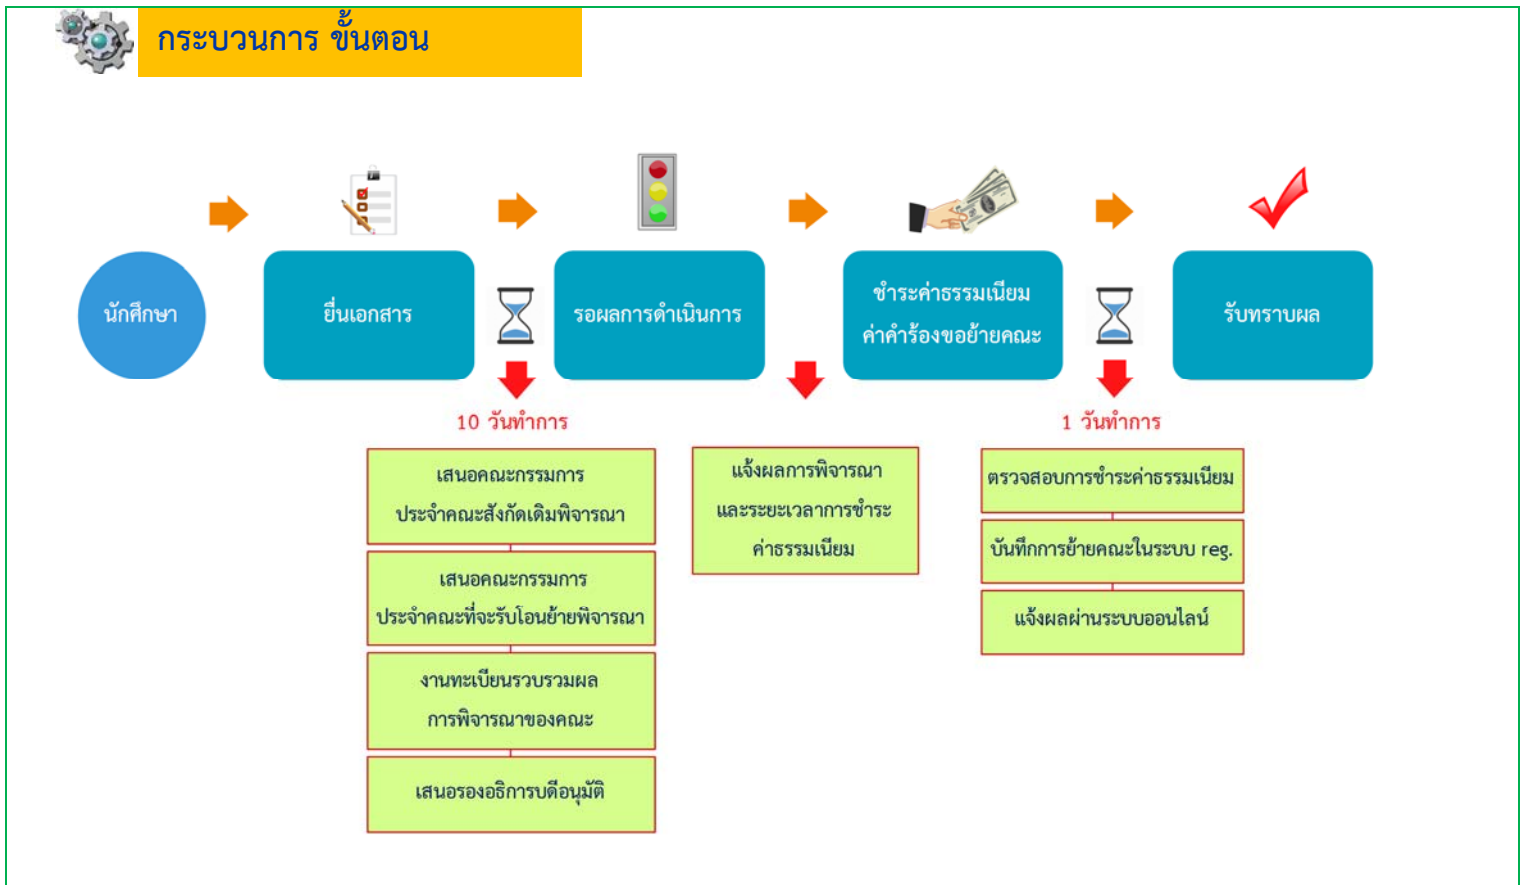 กระบวนการ ขั้นตอน
นักศึกษา
ยื่นเอกสาร
รอผลการดำเนินการ
ชำระค่าธรรมเนียม
ค่าคำร้องขอย้ายคณะ
รับทราบผล
10 วันทำการ
เสนอคณะกรรมการ
ประจำคณะสังกัดเดิมพิจารณา
เสนอคณะกรรมการ
ประจำคณะที่จะรับโอนย้ายพิจารณา
งานทะเบียนรวบรวมผล
การพิจารณาของคณะ
เสนอรองอธิการบดีอนุมัติ
แจ้งผลการพิจารณา
และระยะเวลาการชำระ
ค่าธรรมเนียม
1 วันทำการ
ตรวจสอบการชำระค่าธรรมเนียม
บันทึกการย้ายคณะในระบบ reg.
แจ้งผลผ่านระบบออนไลน์